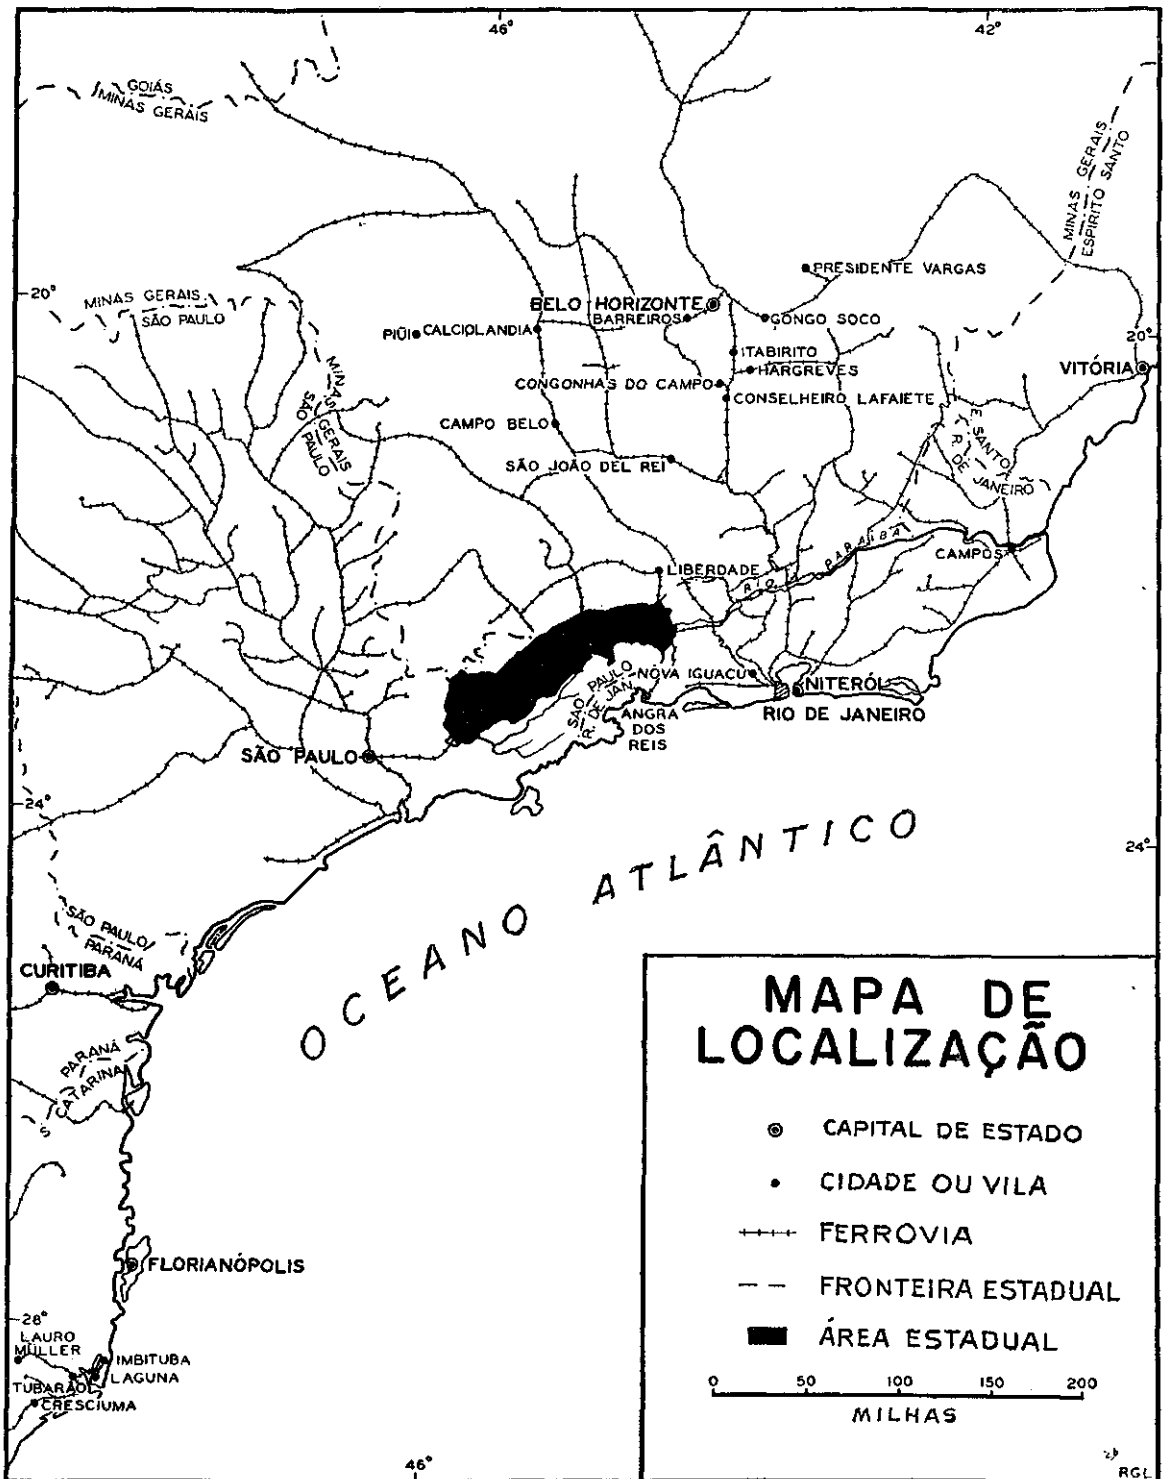 46°
42°
GOIÁS
MINAS GERAIS
MINAS GERAIS
ESPIRITO SANTO
PRESIDENTE VARGAS
20°
MINAS GERAIS
SÃO PAULO
BELO HORIZONTE
BARREIROS
GONGO SOCO
PIŨI
CALCIOLANDIA
20°
ITABIRITO
HARGREVES
VITÓRIA
MINAS GERAIS
SÃO PAULO
CONGONHAS DO CAMPO
CONSELHEIRO LAFAIETE
CAMPO BELO
E. SANTO
R. DE JANEIRO
SÃO JOÃO DEL REI
RIO PARAÍBA
CAMPOS
LIBERDADE
SÃO PAULO
R. DE JAN.
NOVA IGUAÇU
NITERÓI
RIO DE JANEIRO
ANGRA
DOS
REIS
SÃO PAULO
24°
24°
OCEANO ATLÂNTICO
SÃO PAULO/
PARANÁ
CURITIBA
PARANÁ
S CATARINA
FLORIANÓPOLIS
28°
LAURO
MÜLLER
IMBITUBA
LAGUNA
TUBARÃO
CRESCIUMA
46°
MAPA DE
LOCALIZAÇÃO
CAPITAL DE ESTADO
CIDADE OU VILA
FERROVIA
FRONTEIRA ESTADUAL
ÁREA ESTADUAL
0 50 100 150 200
MILHAS
RGL